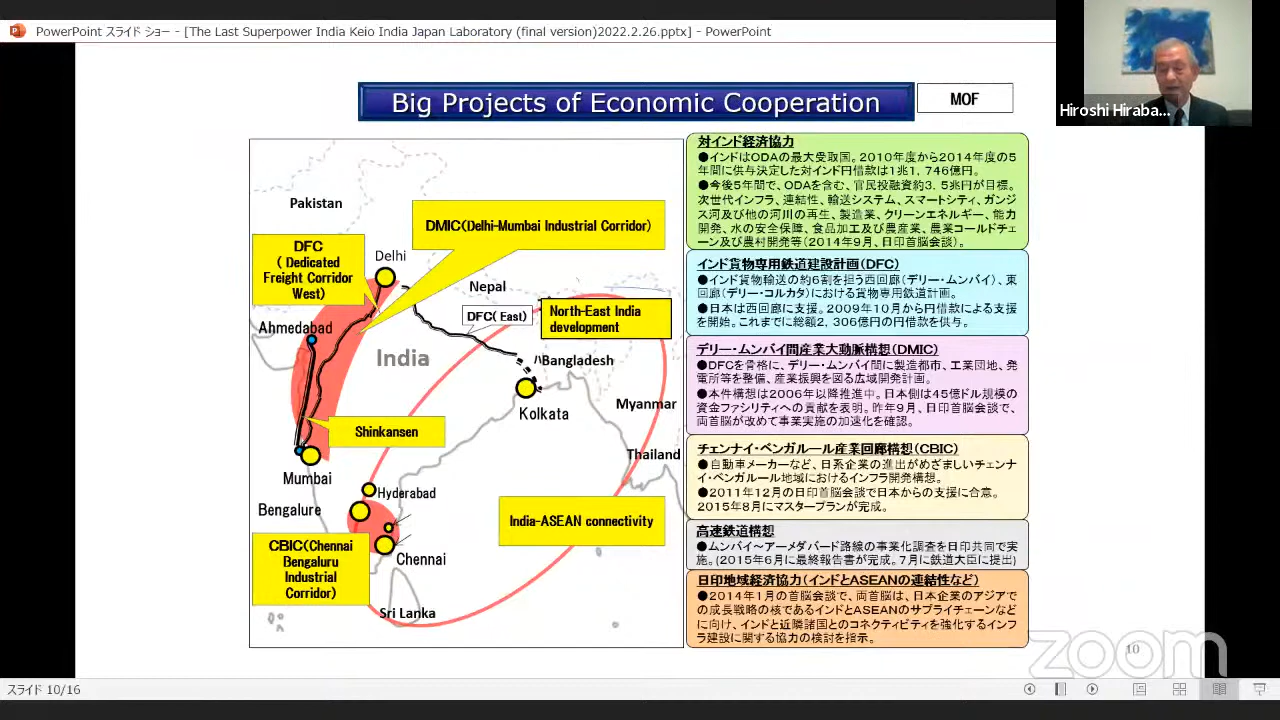 PowerPoint スライド ショー - [The Last Superpower India Keio India Japan Laboratory (final version)2022.2.26.pptx] - PowerPoint
Hiroshi Hiraba...
Big Projects of Economic Cooperation
MOF
Pakistan
DMIC(Delhi-Mumbai Industrial Corridor)
DFC
( Dedicated
Freight Corridor
West)
Delhi
Nepal
DFC( East)
North-East India
development
Ahmedabad
India
Bangladesh
Kolkata
Myanmar
Shinkansen
Thailand
Mumbai
Hyderabad
Bengalure
India-ASEAN connectivity
CBIC(Chennai
Bengaluru
Industrial
Corridor)
Chennai
Sri Lanka
対インド経済協力
●インドはODAの最大受取国。2010年度から2014年度の5
年間に供与決定した対インド円借款は1兆1,746億円。
●今後5年間で、ODAを含む、官民投融資約3.5兆円が目標。
次世代インフラ、連結性、輸送システム、スマートシティ、ガンジ
ス河及び他の河川の再生、製造業、クリーンエネルギー、能力
開発、水の安全保障、食品加工及び農産業、農業コールドチェ
ーン及び農村開発等(2014年9月、日印首脳会談)。
インド貨物専用鉄道建設計画(DFC)
●インド貨物輸送の約6割を担う西回廊(デリー・ムンバイ)、東
回廊(デリー・コルカタ)における貨物専用鉄道計画。
●日本は西回廊に支援。2009年10月から円借款による支援
を開始。これまでに総額2,306億円の円借款を供与。
デリー・ムンバイ間産業大動脈構想(DMIC)
●DFCを骨格に、デリー・ムンバイ間に製造都市、工業団地、発
電所等を整備、産業振興を図る広域開発計画。
●本件構想は2006年以降推進中。日本側は45億ドル規模の
資金ファシリティへの貢献を表明。昨年9月、日印首脳会談で、
両首脳が改めて事業実施の加速化を確認。
チェンナイ・ベンガルール産業回廊構想(CBIC)
●自動車メーカーなど、日系企業の進出がめざましいチェンナ
イ・ベンガルール地域におけるインフラ開発構想。
●2011年12月の日印首脳会談で日本からの支援に合意。
2015年8月にマスタープランが完成。
高速鉄道構想
●ムンバイ～アーメダバード路線の事業化調査を日印共同で実
施。(2015年6月に最終報告書が完成。7月に鉄道大臣に提出)
日印地域経済協力(インドとASEANの連結性など)
●2014年1月の首脳会談で、両首脳は、日本企業のアジアで
の成長戦略の核であるインドとASEANのサプライチェーンなど
に向け、インドと近隣諸国とのコネクティビティを強化するインフ
ラ建設に関する協力の検討を指示。
10
zoom
スライド 10/16